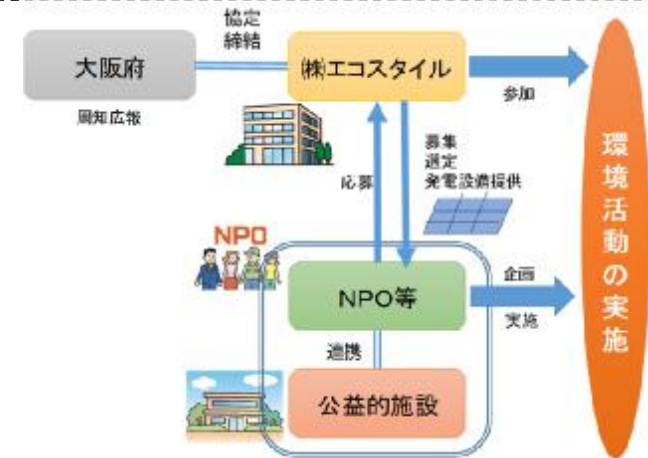 協定
締結
大阪府
㈱エコスタイル
周知広報
参加
募集
選定
発電設備提供
応募
NPO
NPO等
企画
実施
連携
公益的施設
環境活動の実施